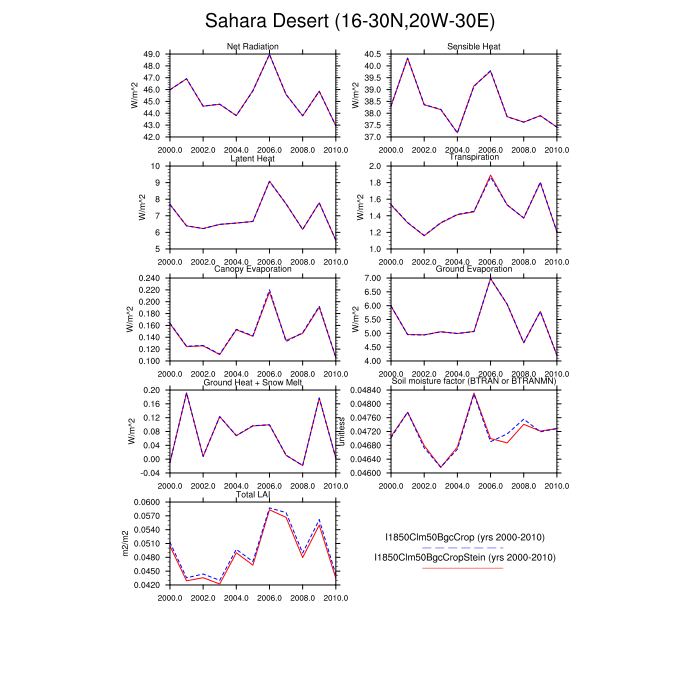 Sahara Desert (16-30N,20W-30E)
Net Radiation
W/m^2
49.0
48.0
47.0
46.0
45.0
44.0
43.0
42.0
2000.0 2002.0 2004.0 2006.0 2008.0 2010.0
Sensible Heat
W/m^2
40.5
40.0
39.5
39.0
38.5
38.0
37.5
37.0
2000.0 2002.0 2004.0 2006.0 2008.0 2010.0
Latent Heat
W/m^2
10
9
8
7
6
5
2000.0 2002.0 2004.0 2006.0 2008.0 2010.0
Transpiration
W/m^2
2.0
1.8
1.6
1.4
1.2
1.0
2000.0 2002.0 2004.0 2006.0 2008.0 2010.0
Canopy Evaporation
W/m^2
0.240
0.220
0.200
0.180
0.160
0.140
0.120
0.100
2000.0 2002.0 2004.0 2006.0 2008.0 2010.0
Ground Evaporation
W/m^2
7.00
6.00
5.00
4.00
2000.0 2002.0 2004.0 2006.0 2008.0 2010.0
Ground Heat + Snow Melt
W/m^2
0.20
0.16
0.12
0.08
0.04
0.00
-0.04
2000.0 2002.0 2004.0 2006.0 2008.0 2010.0
Soil moisture factor (BTRAN or BTRANMN)
unitless
0.04840
0.04760
0.04680
0.04600
2000.0 2002.0 2004.0 2006.0 2008.0 2010.0
Total LAI
m2/m2
0.0600
0.0570
0.0540
0.0510
0.0480
0.0450
0.0420
2000.0 2002.0 2004.0 2006.0 2008.0 2010.0
I1850Clm50BgcCrop (yrs 2000-2010)
I1850Clm50BgcCropStein (yrs 2000-2010)